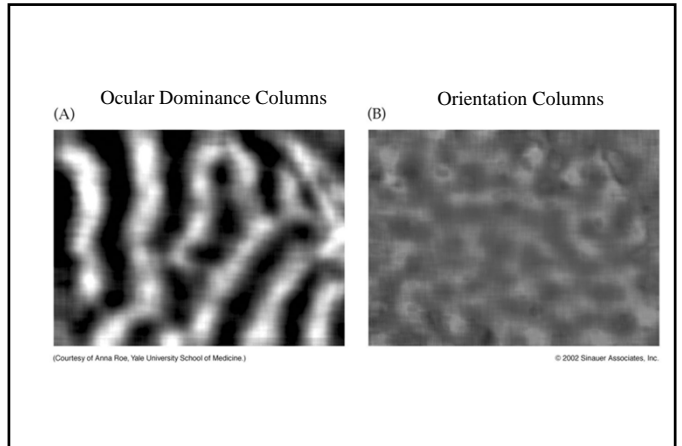 Ocular Dominance Columns
Orientation Columns
(A)
(B)
(Courtesy of Anna Roe, Yale University School of Medicine.)
© 2002 Sinauer Associates, Inc.